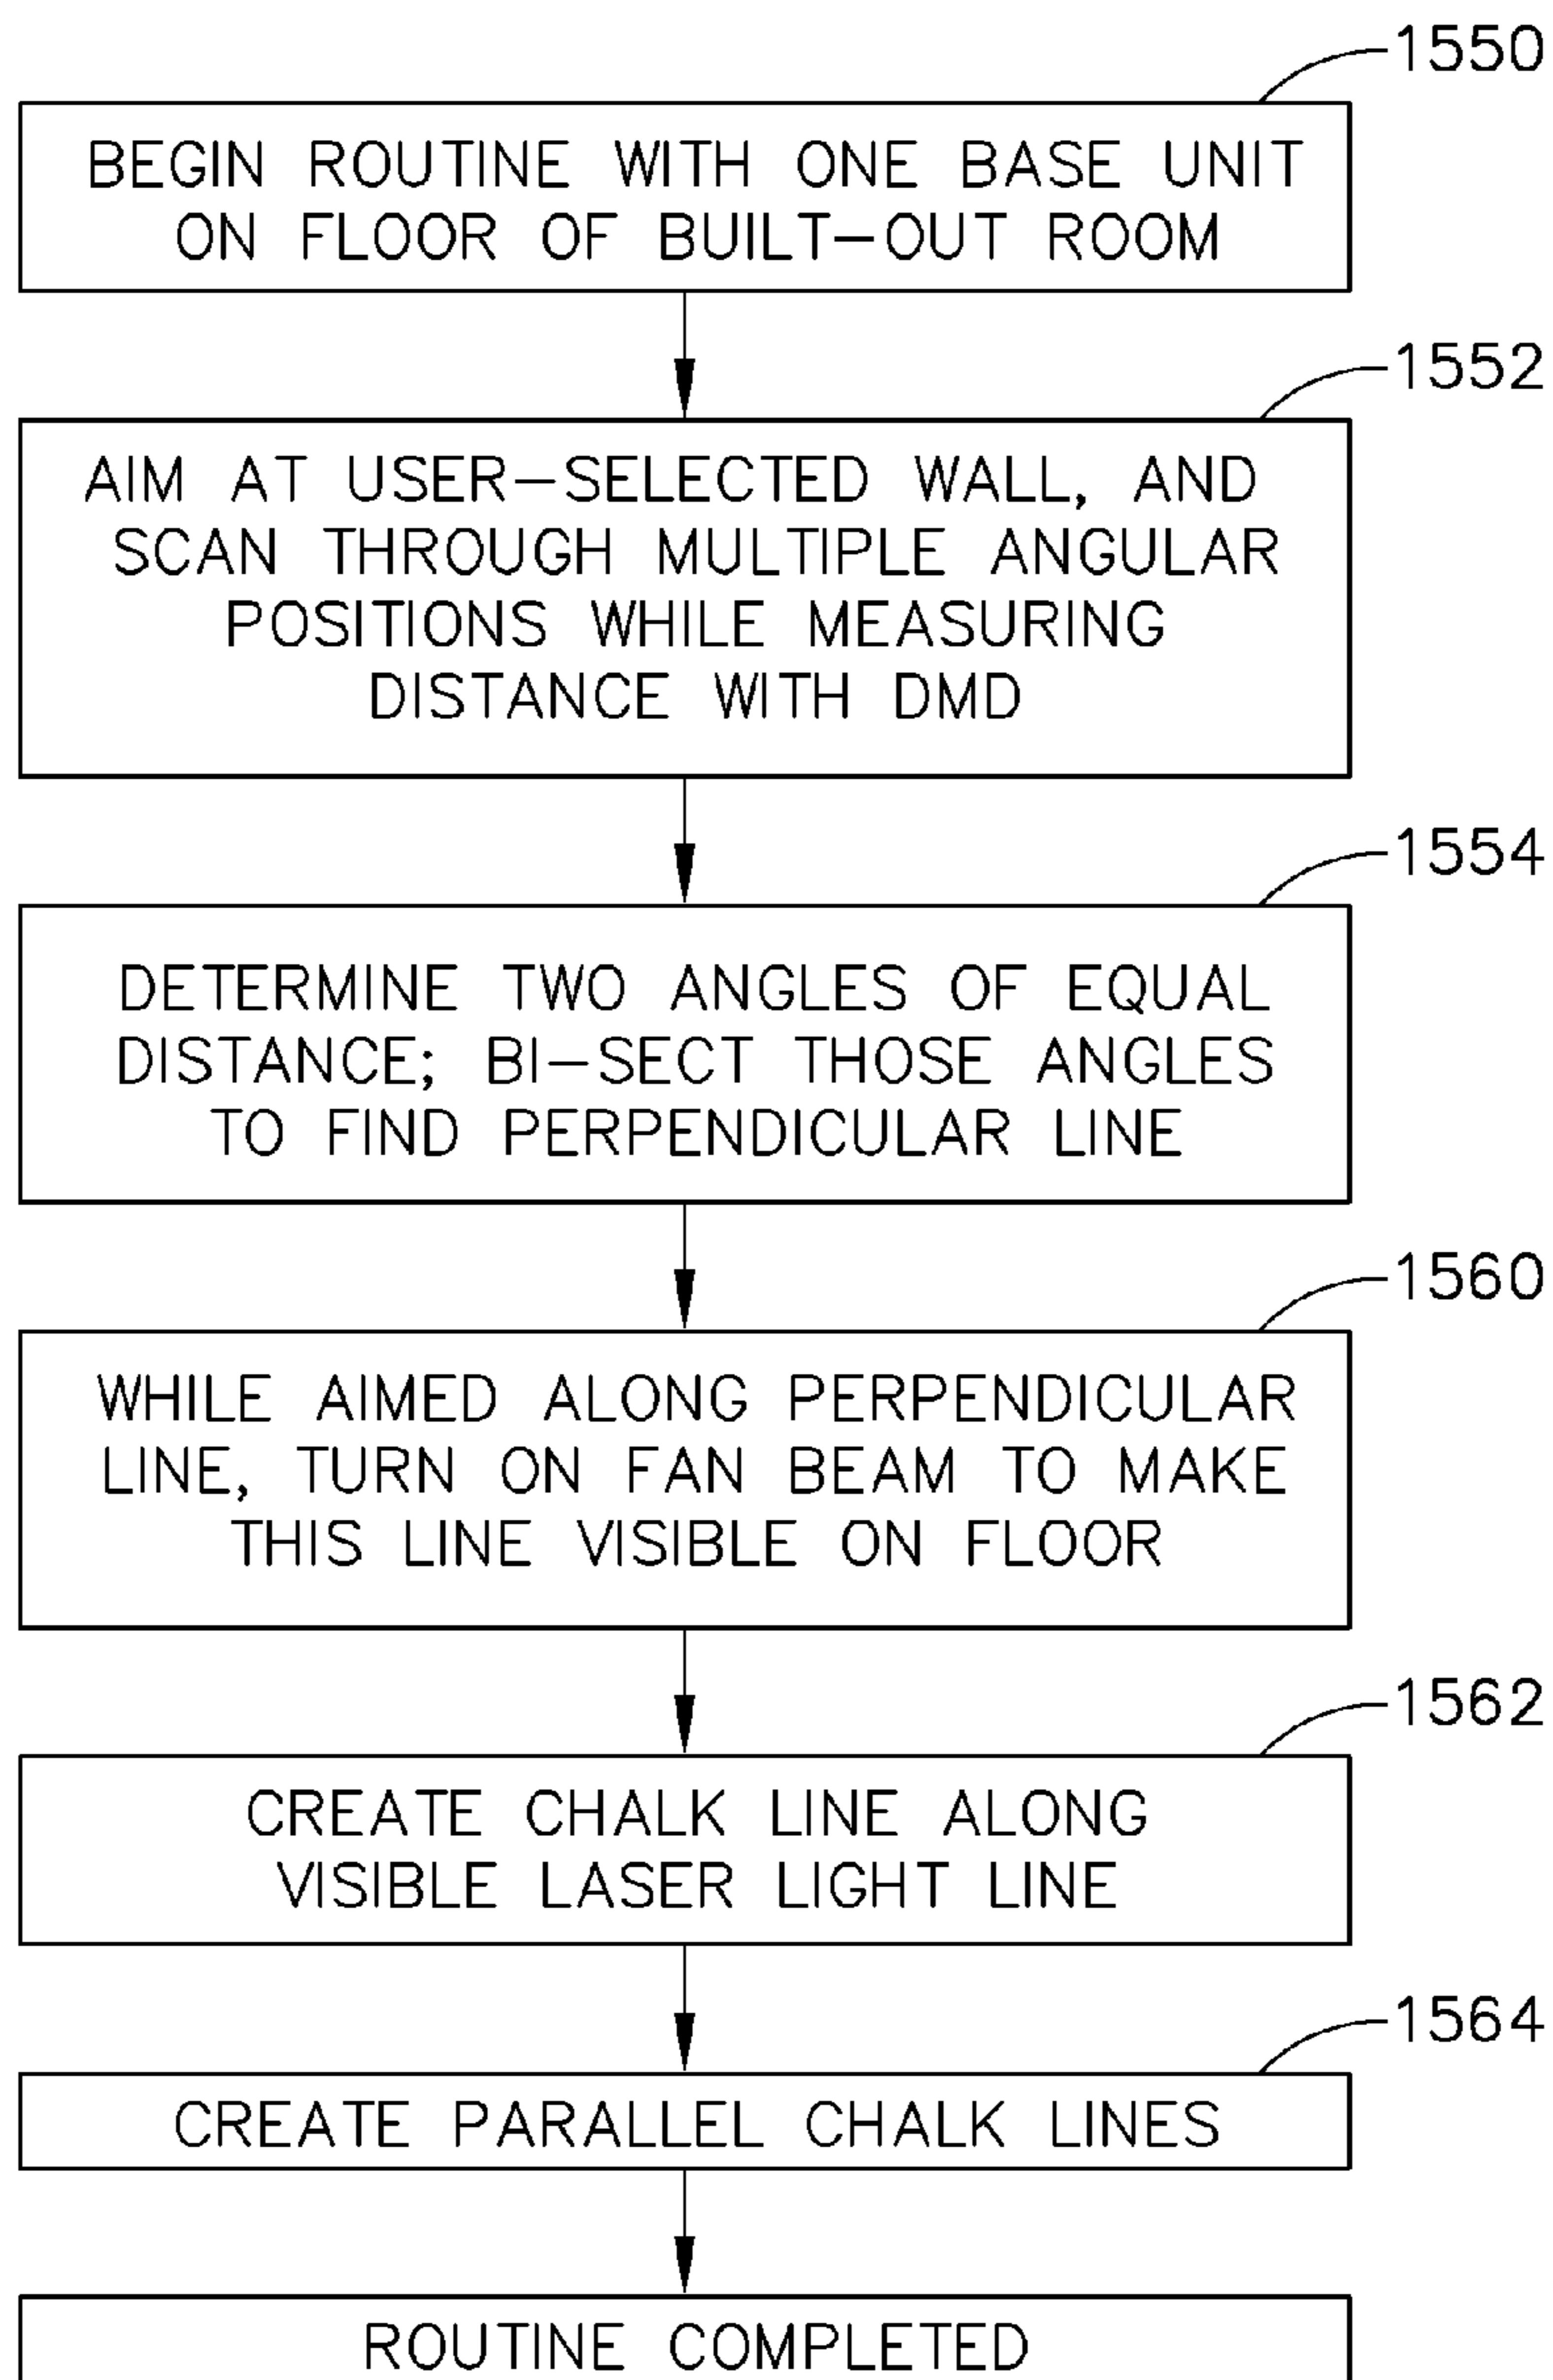 1550
BEGIN ROUTINE WITH ONE BASE UNIT
ON FLOOR OF BUILT-OUT ROOM
1552
AIM AT USER-SELECTED WALL, AND
SCAN THROUGH MULTIPLE ANGULAR
POSITIONS WHILE MEASURING
DISTANCE WITH DMD
1554
DETERMINE TWO ANGLES OF EQUAL
DISTANCE; BI-SECT THOSE ANGLES
TO FIND PERPENDICULAR LINE
1560
WHILE AIMED ALONG PERPENDICULAR
LINE, TURN ON FAN BEAM TO MAKE
THIS LINE VISIBLE ON FLOOR
1562
CREATE CHALK LINE ALONG
VISIBLE LASER LIGHT LINE
1564
CREATE PARALLEL CHALK LINES
ROUTINE COMPLETED